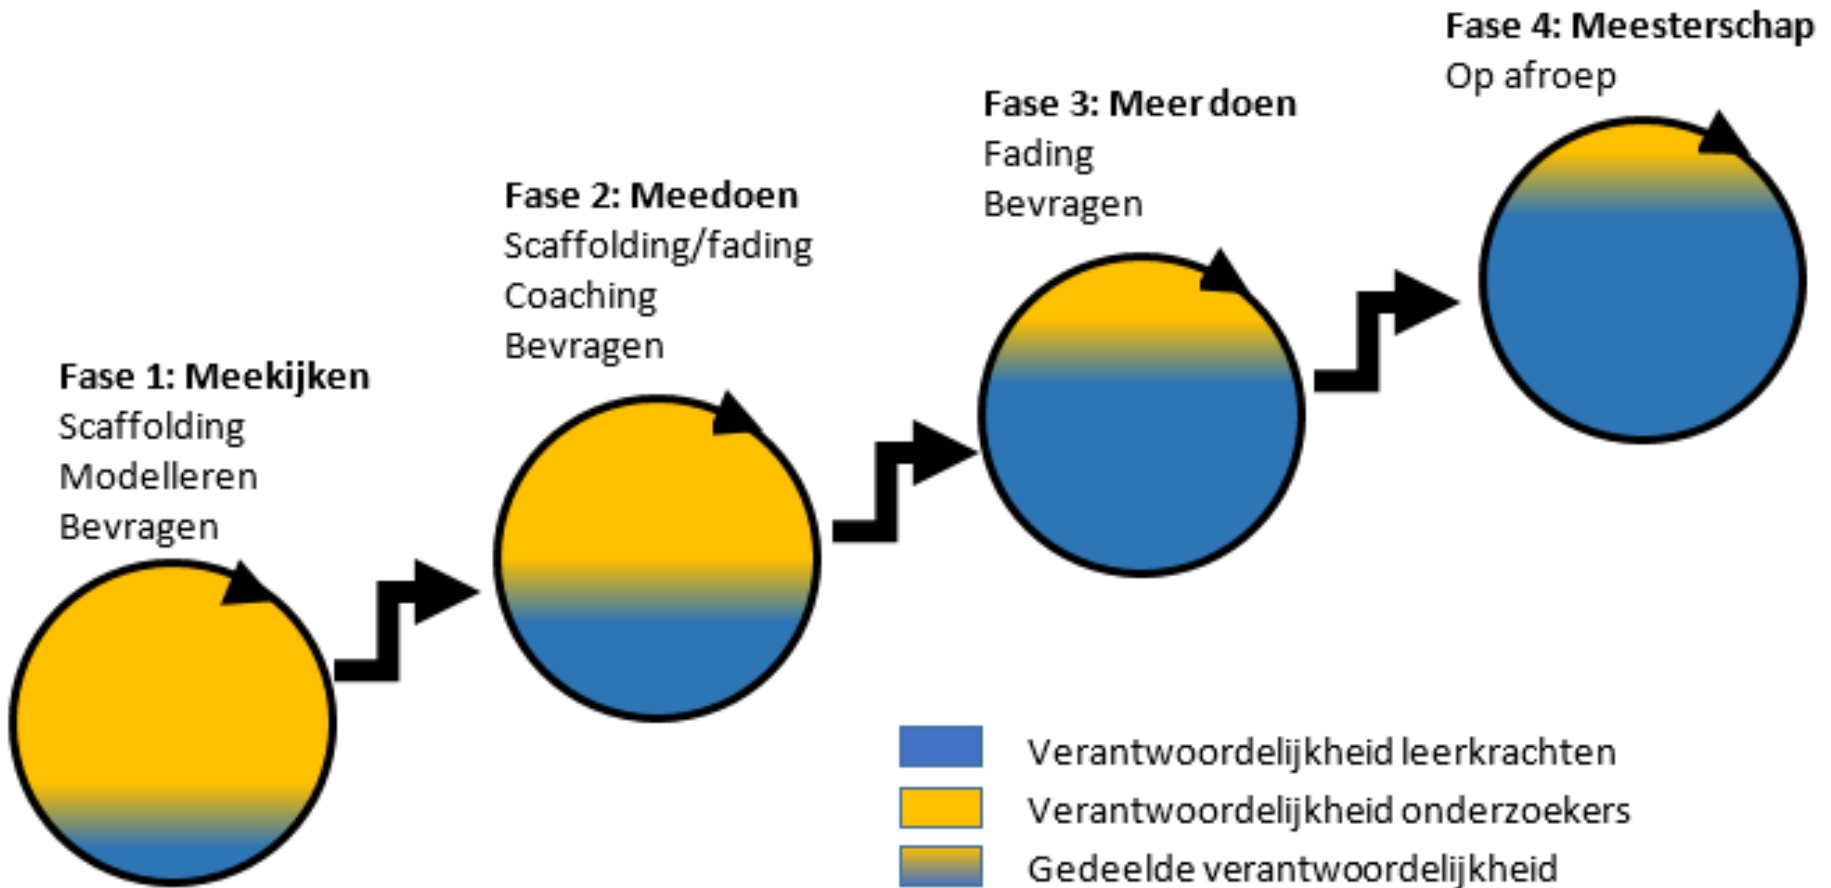 Fase 1: Meekijken
Scaffolding
Modelleren
Bevragen
Fase 2: Meedoen
Scaffolding/fading
Coaching
Bevragen
Fase 3: Meer doen
Fading
Bevragen
Fase 4: Meesterschap
Op afroep
Verantwoordelijkheid leerkrachten
Verantwoordelijkheid onderzoekers
Gedeelde verantwoordelijkheid